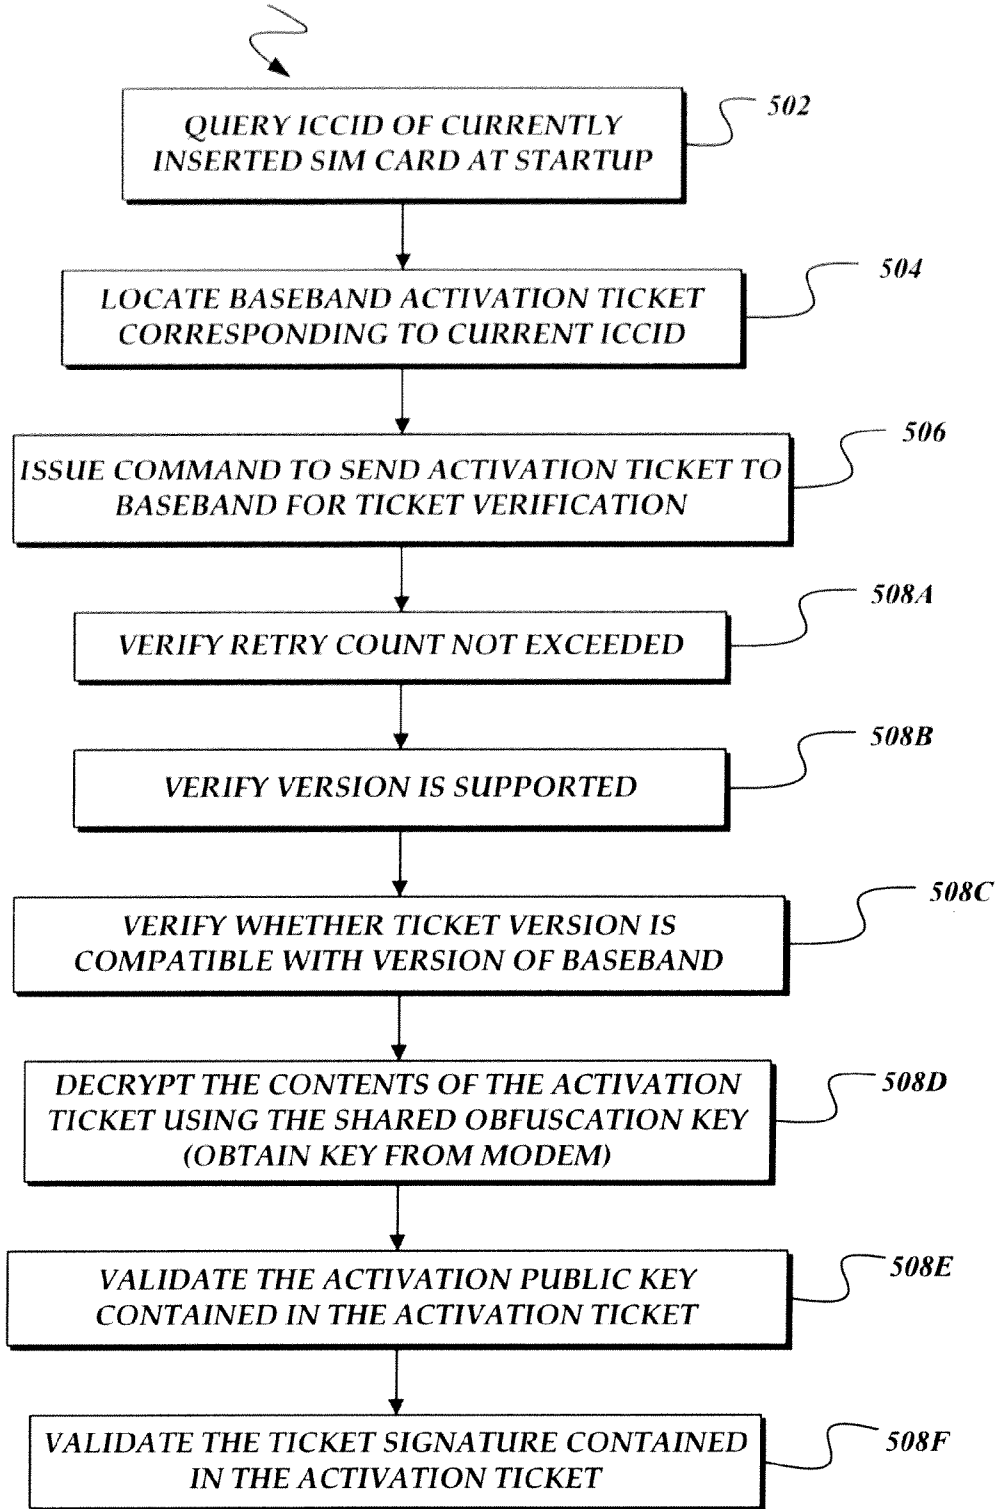 QUERY ICCID OF CURRENTLY
INSERTED SIM CARD AT STARTUP
502
LOCATE BASEBAND ACTIVATION TICKET
CORRESPONDING TO CURRENT ICCID
504
ISSUE COMMAND TO SEND ACTIVATION TICKET TO
BASEBAND FOR TICKET VERIFICATION
506
VERIFY RETRY COUNT NOT EXCEEDED
508A
VERIFY VERSION IS SUPPORTED
508B
VERIFY WHETHER TICKET VERSION IS
COMPATIBLE WITH VERSION OF BASEBAND
508C
DECRYPT THE CONTENTS OF THE ACTIVATION
TICKET USING THE SHARED OBFUSCATION KEY
(OBTAIN KEY FROM MODEM)
508D
VALIDATE THE ACTIVATION PUBLIC KEY
CONTAINED IN THE ACTIVATION TICKET
508E
VALIDATE THE TICKET SIGNATURE CONTAINED
IN THE ACTIVATION TICKET
508F